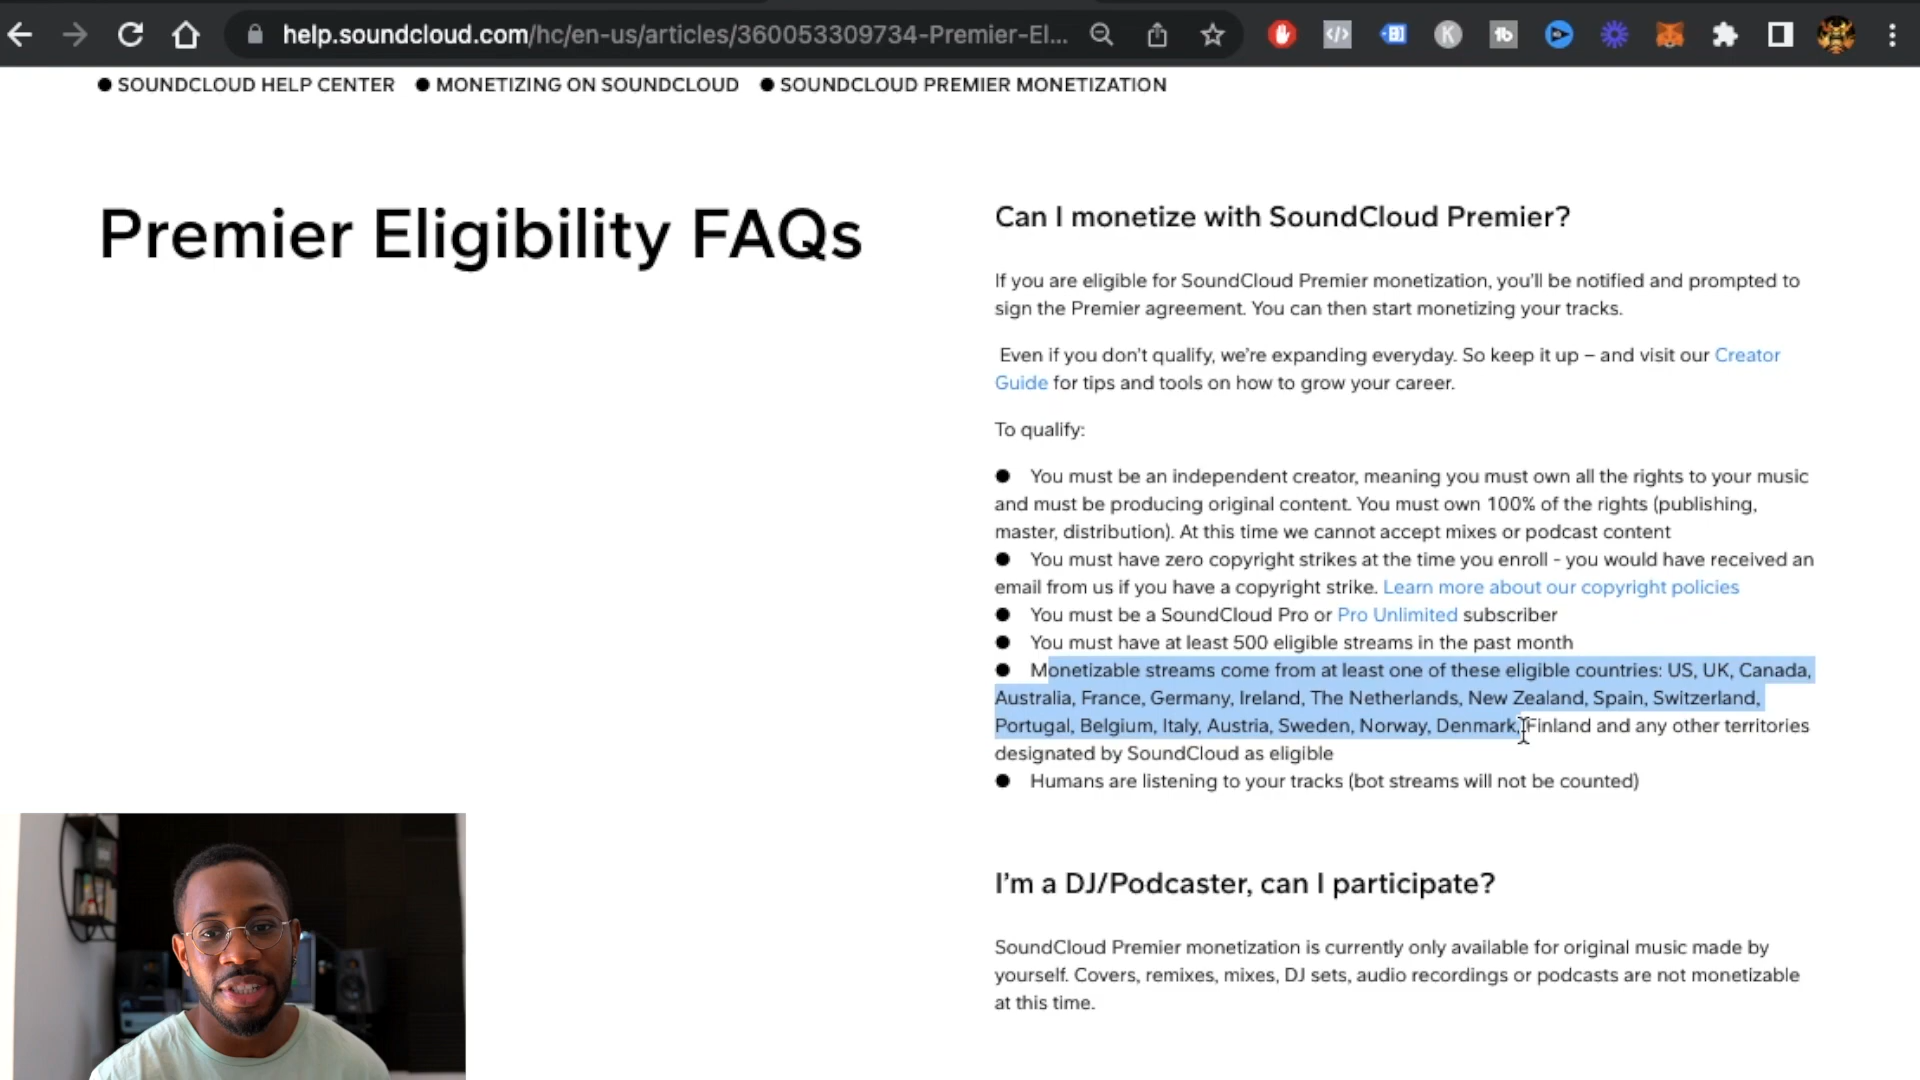 help.soundcloud.com/hc/en-us/articles/360053309734-Premier-El...
SOUNDCLOUD HELP CENTER ● MONETIZING ON SOUNDCLOUD ● SOUNDCLOUD PREMIER MONETIZATION
Premier Eligibility FAQs
Can I monetize with SoundCloud Premier?
If you are eligible for SoundCloud Premier monetization, you'll be notified and prompted to
sign the Premier agreement. You can then start monetizing your tracks.
Even if you don't qualify, we're expanding everyday. So keep it up – and visit our Creator
Guide for tips and tools on how to grow your career.
To qualify:
● You must be an independent creator, meaning you must own all the rights to your music
and must be producing original content. You must own 100% of the rights (publishing,
master, distribution). At this time we cannot accept mixes or podcast content
● You must have zero copyright strikes at the time you enroll - you would have received an
email from us if you have a copyright strike. Learn more about our copyright policies
● You must be a SoundCloud Pro or Pro Unlimited subscriber
● You must have at least 500 eligible streams in the past month
● Monetizable streams come from at least one of these eligible countries: US, UK, Canada,
Australia, France, Germany, Ireland, The Netherlands, New Zealand, Spain, Switzerland,
Portugal, Belgium, Italy, Austria, Sweden, Norway, Denmark, Finland and any other territories
designated by SoundCloud as eligible
● Humans are listening to your tracks (bot streams will not be counted)
I'm a DJ/Podcaster, can I participate?
SoundCloud Premier monetization is currently only available for original music made by
yourself. Covers, remixes, mixes, DJ sets, audio recordings or podcasts are not monetizable
at this time.